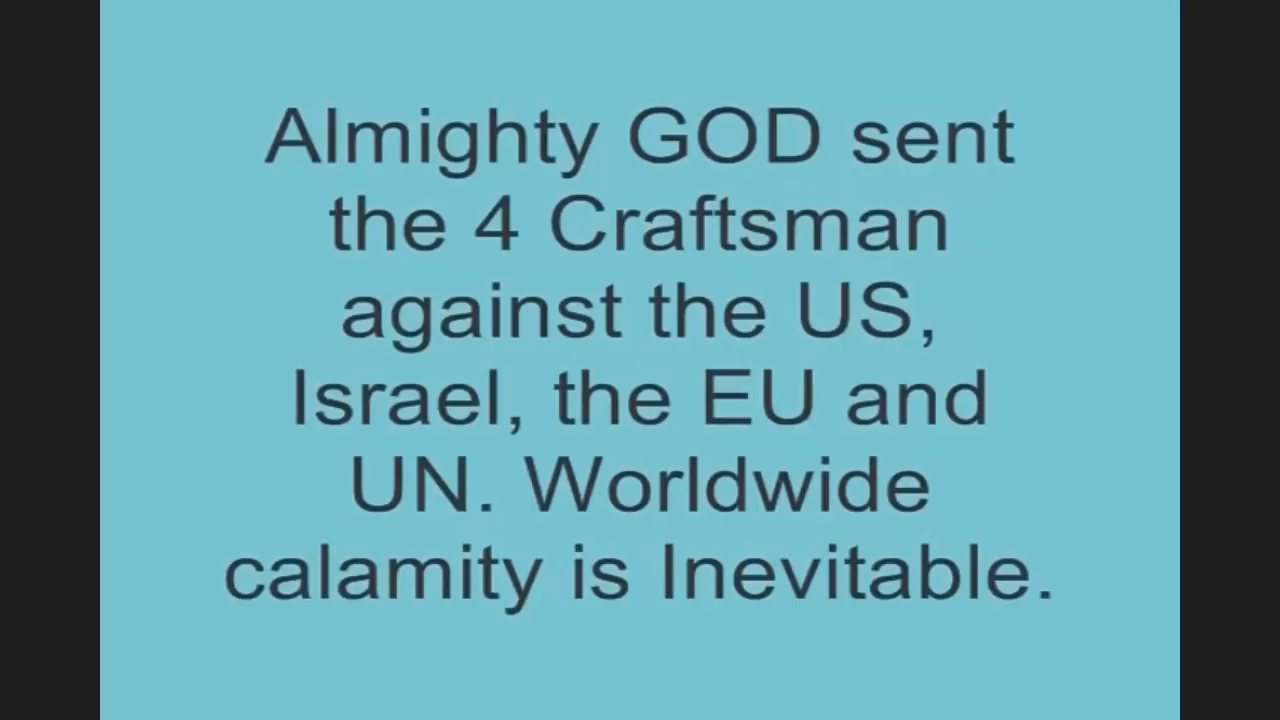 Almighty GOD sent
the 4 Craftsman
against the US,
Israel, the EU and
UN. Worldwide
calamity is Inevitable.